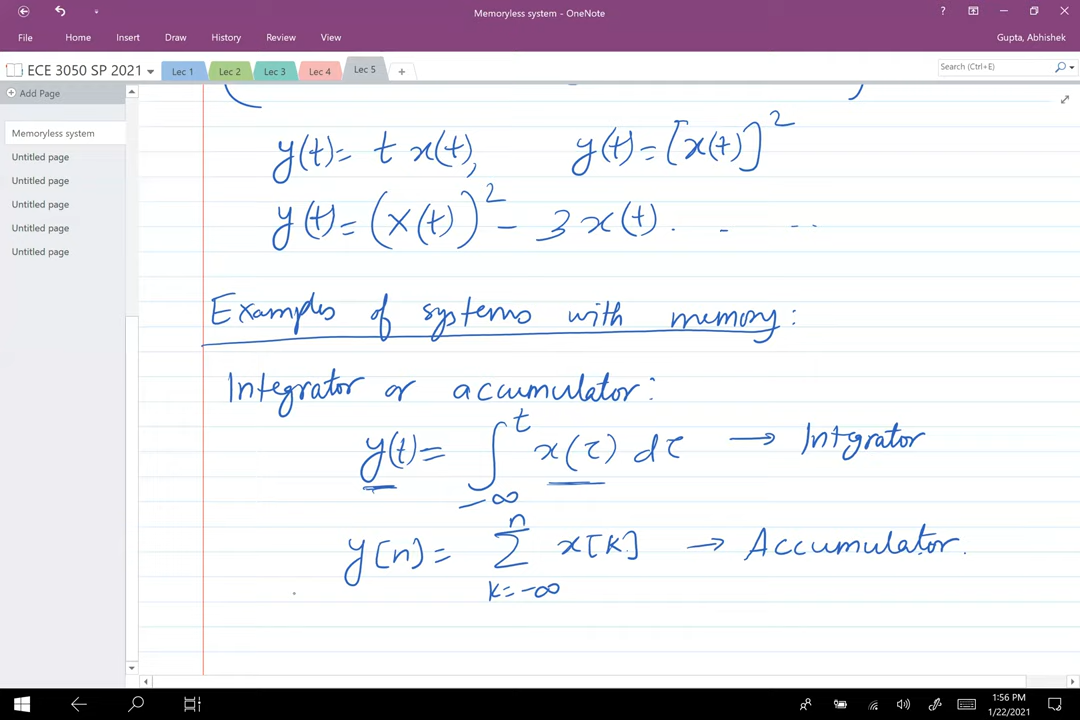 Memoryless system - OneNote
?
Gupta, Abhishek
File Home Insert Draw History Review View
ECE 3050 SP 2021
Lec 1 Lec 2 Lec 3 Lec 4 Lec 5 +
Search (Ctrl+E)
Add Page
Memoryless system
Untitled page
Untitled page
Untitled page
Untitled page
Untitled page
y(t) = t x(t), y(t) = [x(t)]²
y(t) = (x(t))² - 3x(t). - ..
Examples of systems with memory:
Integrator or accumulator:
y(t) = ∫_{-∞}^{t} x(τ) dτ → Integrator
y[n] = Σ_{k=-∞}^{n} x[k] → Accumulator.
1:56 PM
1/22/2021